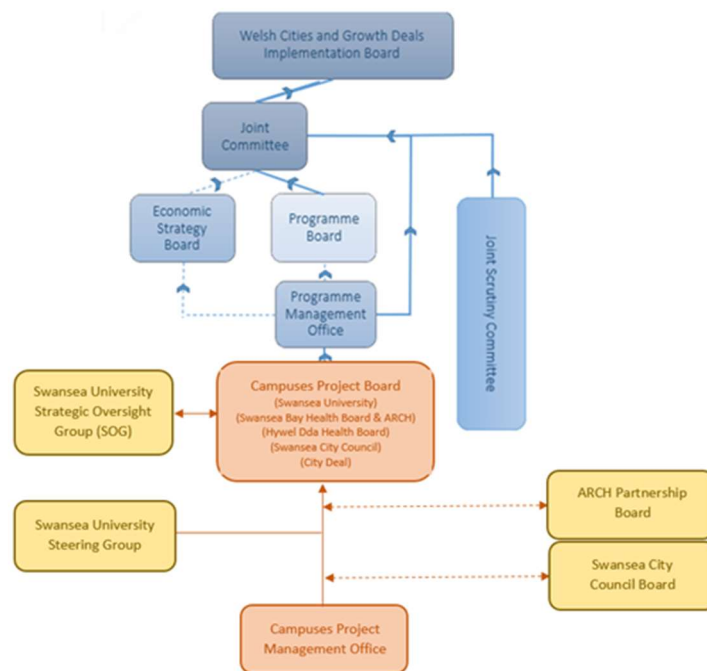 Welsh Cities and Growth Deals
Implementation Board
Joint
Committee
Economic
Strategy
Board
Programme
Board
Programme
Management
Office
Joint Scrutiny Committee
Campuses Project Board
(Swansea University)
(Swansea Bay Health Board & ARCH)
(Hywel Dda Health Board)
(Swansea City Council)
(City Deal)
Swansea University
Strategic Oversight
Group (SOG)
ARCH Partnership
Board
Swansea University
Steering Group
Swansea City
Council Board
Campuses Project
Management Office